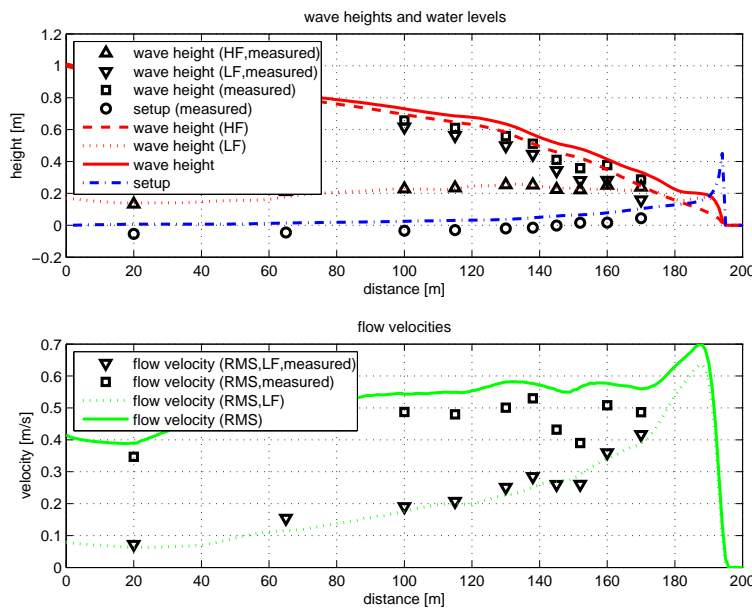 wave heights and water levels
1.2
1
0.8
0.6
0.4
0.2
0
−0.2
height [m]
wave height (HF,measured)
wave height (LF,measured)
wave height (measured)
setup (measured)
wave height (HF)
wave height (LF)
wave height
setup
0 20 40 60 80 100 120 140 160 180 200
distance [m]
flow velocities
0.7
0.6
0.5
0.4
0.3
0.2
0.1
0
velocity [m/s]
flow velocity (RMS,LF,measured)
flow velocity (RMS,measured)
flow velocity (RMS,LF)
flow velocity (RMS)
0 20 40 60 80 100 120 140 160 180 200
distance [m]